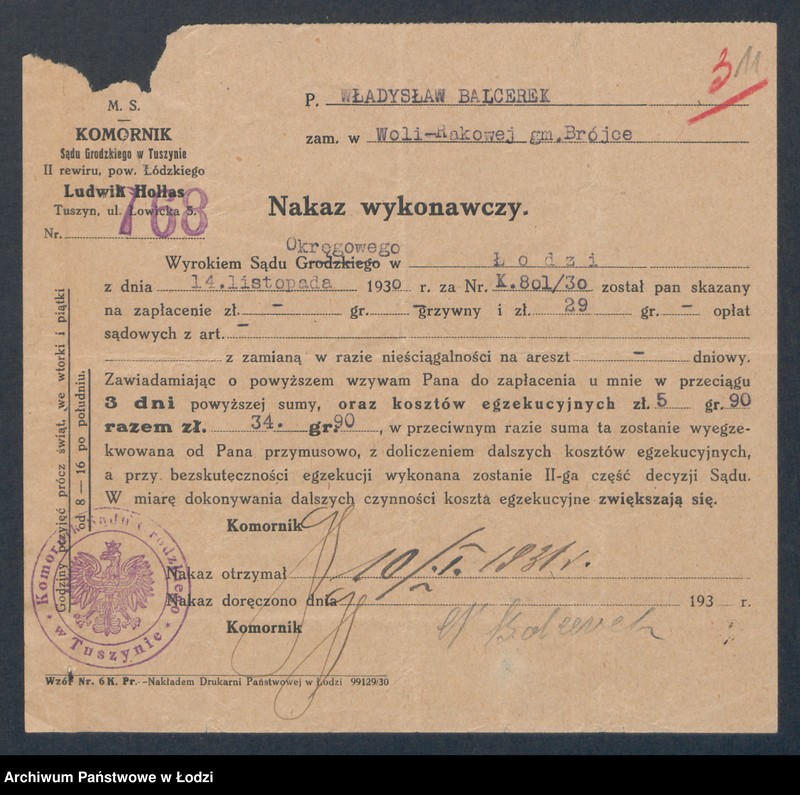 3 11
M. S.
KOMORNIK
Sądu Grodzkiego w Tuszynie
II rewiru, pow. Łódzkiego
Ludwik Hollas
Tuszyn, ul. Łowicka 5.
Nr. 768
P. WŁADYSŁAW BALCEREK
zam. w Woli-Rakowej gm.Brójce
Nakaz wykonawczy.
Okręgowego
Wyrokiem Sądu Grodzkiego w Łodzi
z dnia 14.listopada 1930 r. za Nr. K.801/30 został pan skazany
na zapłacenie zł. - gr. - grzywny i zł. 29 gr. - opłat
sądowych z art. -
z zamianą w razie nieściągalności na areszt - dniowy.
Zawiadamiając o powyższem wzywam Pana do zapłacenia u mnie w przeciągu
3 dni powyższej sumy, oraz kosztów egzekucyjnych zł. 5 gr. 90
razem zł. 34. gr. 90, w przeciwnym razie suma ta zostanie wyegze-
kwowana od Pana przymusowo, z doliczeniem dalszych kosztów egzekucyjnych,
a przy bezskuteczności egzekucji wykonana zostanie II-ga część decyzji Sądu.
W miarę dokonywania dalszych czynności koszta egzekucyjne zwiększają się.
Komornik
Nakaz otrzymał 10/I. 1931 r.
Nakaz doręczono dnia 193 r.
Komornik
Godziny przyjęć prócz świąt, we wtorki i piątki
od 8 — 16 po południu.
Komornik Sądu Grodzkiego
* w Tuszynie *
Wzór Nr. 6 K. Pr.—Nakładem Drukarni Państwowej w Łodzi 99129/30
Archiwum Państwowe w Łodzi